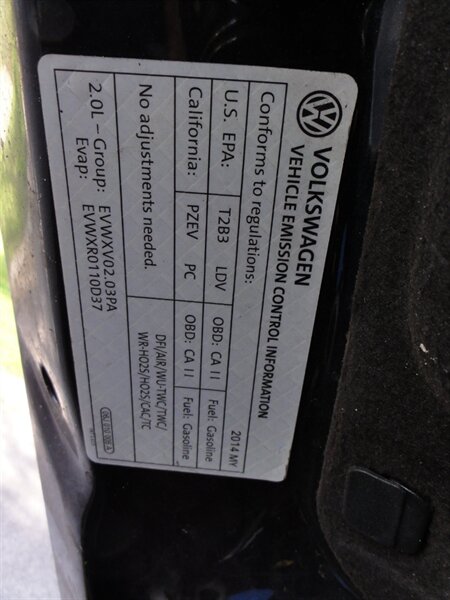 VOLKSWAGEN
VEHICLE EMISSION CONTROL INFORMATION
Conforms to regulations: 2014 MY
U.S. EPA: T2B3 LDV OBD: CA II Fuel: Gasoline
California: PZEV PC OBD: CA II Fuel: Gasoline
No adjustments needed.
DFI/AIR/WU-TWC/TWC/
WR-HO2S/HO2S/CAC/TC
2.0L – Group: EVWXV02.03PA
Evap: EVWXR0110D37